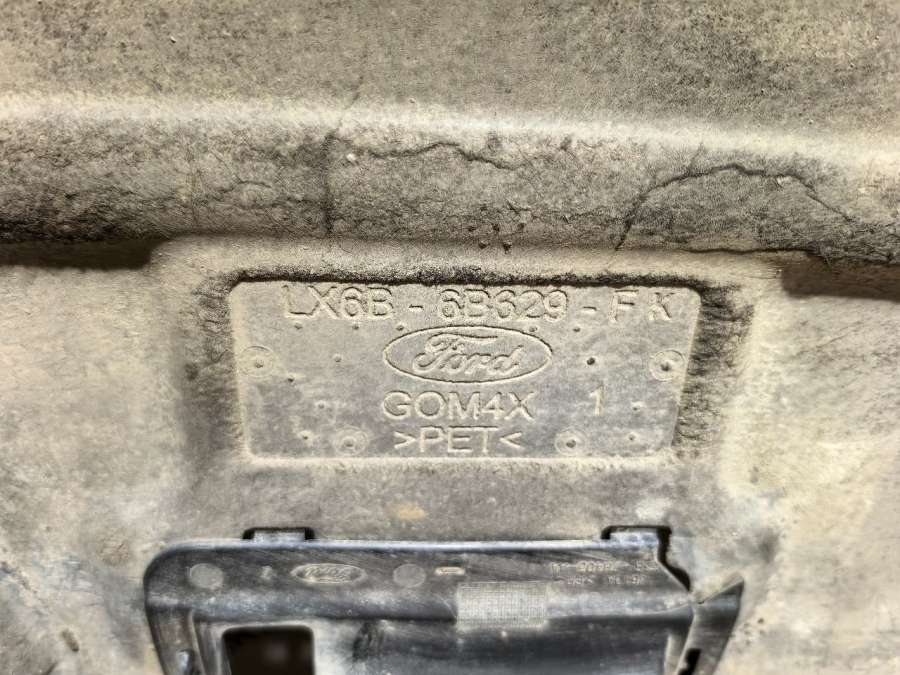 LX6B - 6B629 - FK
Ford
GOM4X 1
>PET<